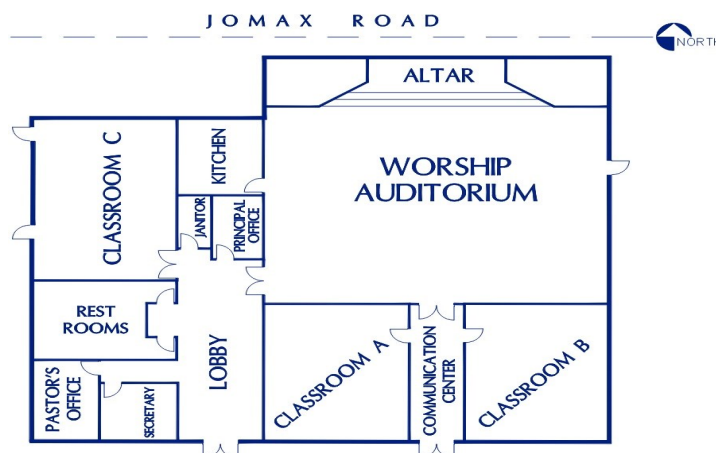 JOMAX ROAD
NORTH
ALTAR
CLASSROOM C
KITCHEN
WORSHIP
AUDITORIUM
JANITOR
PRINCIPAL
OFFICE
REST
ROOMS
LOBBY
CLASSROOM A
COMMUNICATION
CENTER
CLASSROOM B
PASTOR'S
OFFICE
SECRETARY